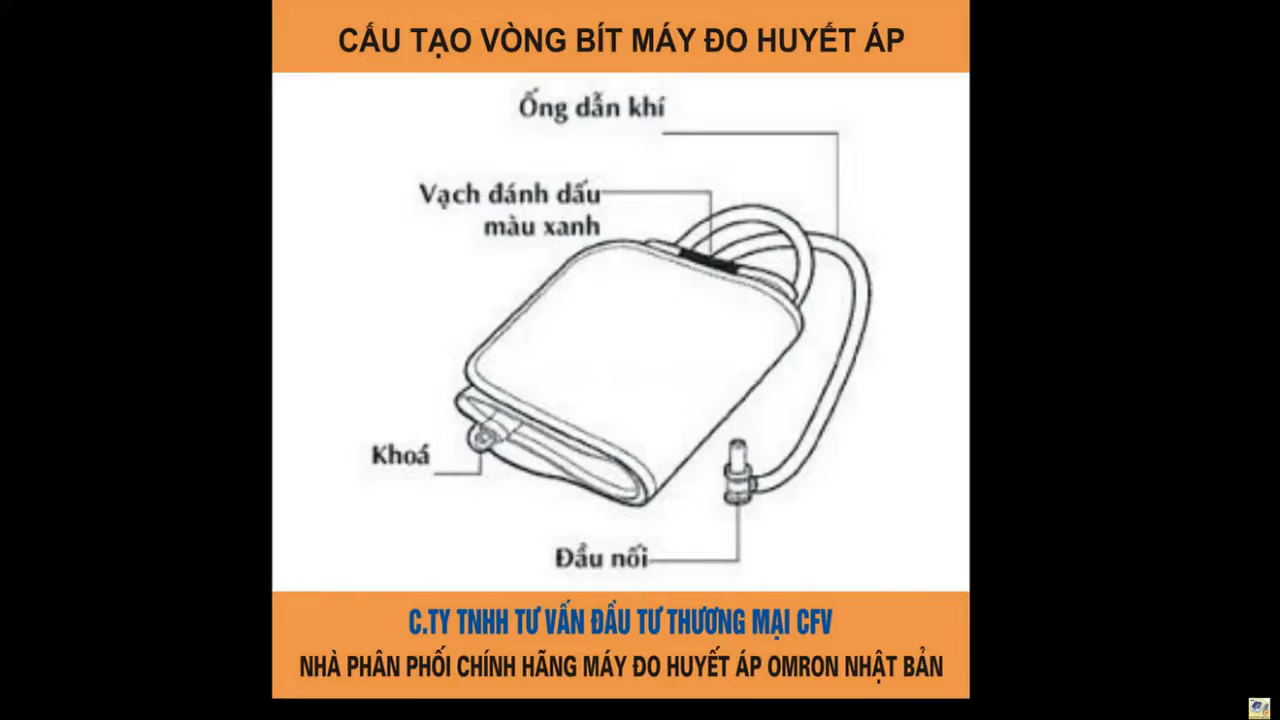 CẤU TẠO VÒNG BÍT MÁY ĐO HUYẾT ÁP
Ống dẫn khí
Vạch đánh dấu
màu xanh
Khoá
Đầu nối
C.TY TNHH TƯ VẤN ĐẦU TƯ THƯƠNG MẠI CFV
NHÀ PHÂN PHỐI CHÍNH HÃNG MÁY ĐO HUYẾT ÁP OMRON NHẬT BẢN